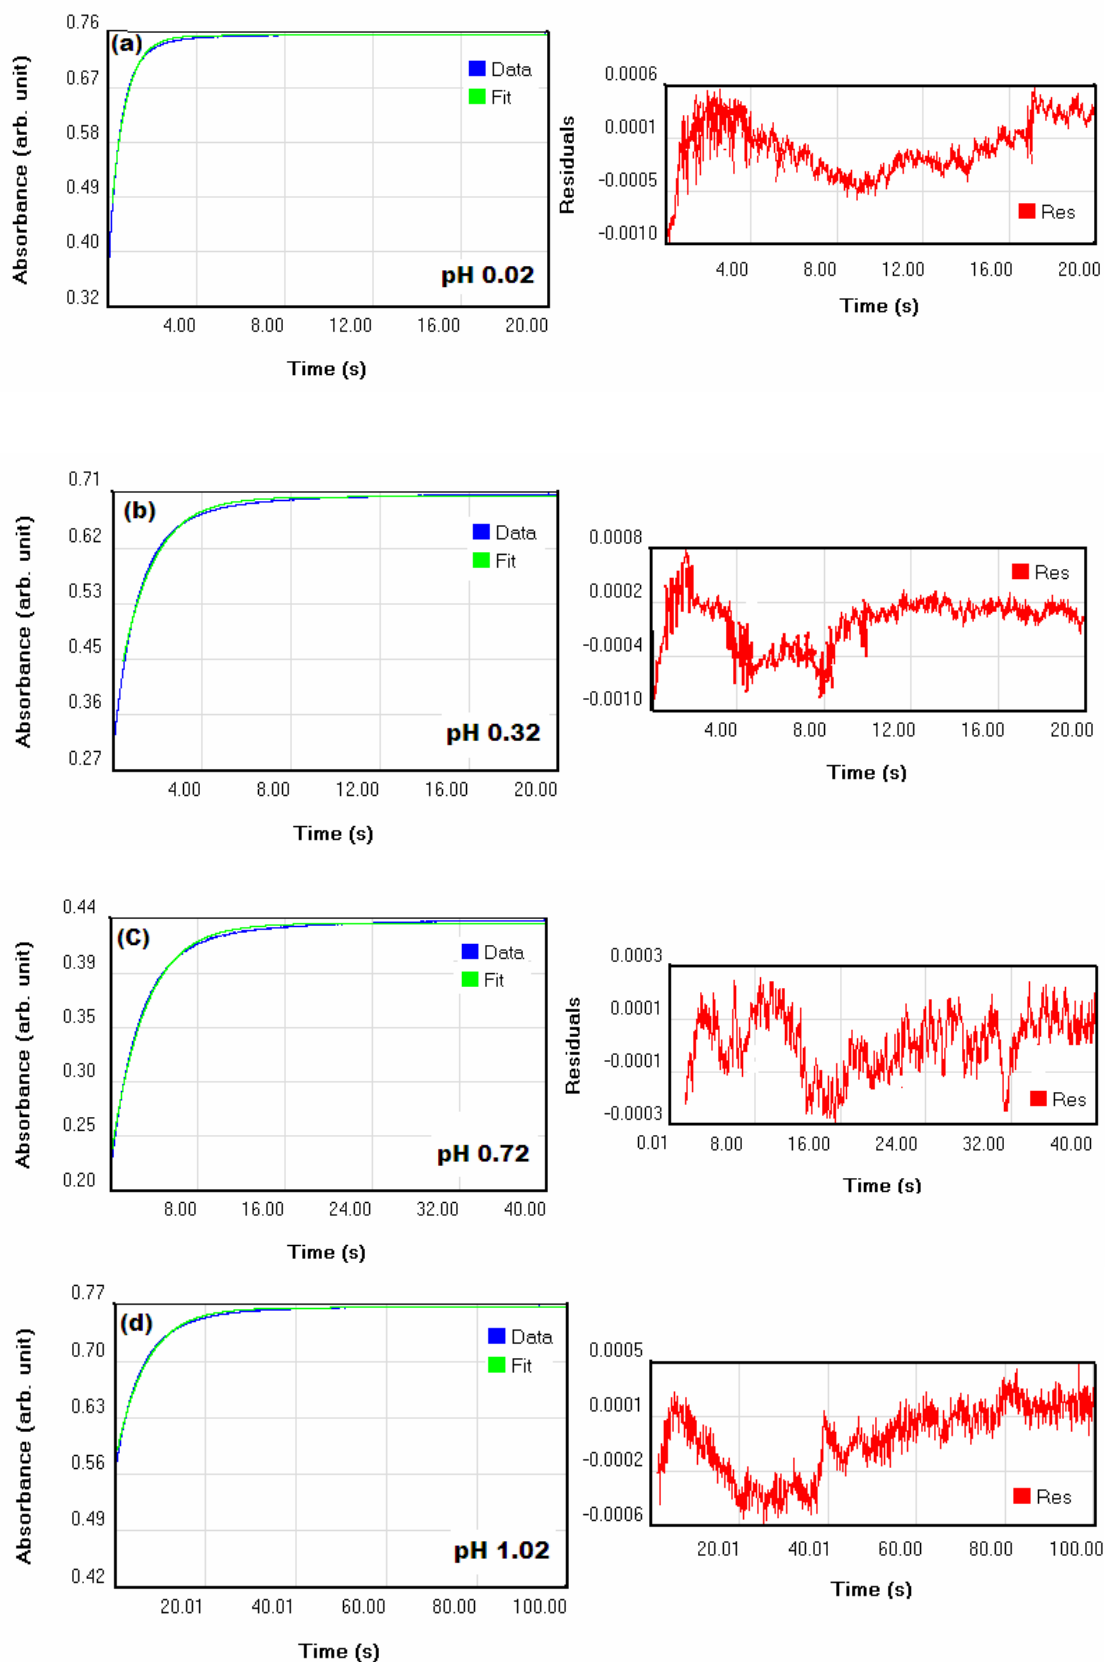 (a)
0.76
0.67
0.58
0.49
0.40
0.32
Absorbance (arb. unit)
Data
Fit
pH 0.02
4.00 8.00 12.00 16.00 20.00
Time (s)
0.0006
0.0001
-0.0005
-0.0010
Residuals
Res
4.00 8.00 12.00 16.00 20.00
Time (s)
(b)
0.71
0.62
0.53
0.45
0.36
0.27
Absorbance (arb. unit)
Data
Fit
pH 0.32
4.00 8.00 12.00 16.00 20.00
Time (s)
0.0008
0.0002
-0.0004
-0.0010
Res
4.00 8.00 12.00 16.00 20.00
Time (s)
(C)
0.44
0.39
0.35
0.30
0.25
0.20
Absorbance (arb. unit)
Data
Fit
pH 0.72
8.00 16.00 24.00 32.00 40.00
Time (s)
0.0003
0.0001
-0.0001
-0.0003
Residuals
Res
0.01 8.00 16.00 24.00 32.00 40.00
Time (s)
(d)
0.77
0.70
0.63
0.56
0.49
0.42
Absorbance (arb. unit)
Data
Fit
pH 1.02
20.01 40.01 60.00 80.00 100.00
Time (s)
0.0005
0.0001
-0.0002
-0.0006
Res
20.01 40.01 60.00 80.00 100.00
Time (s)